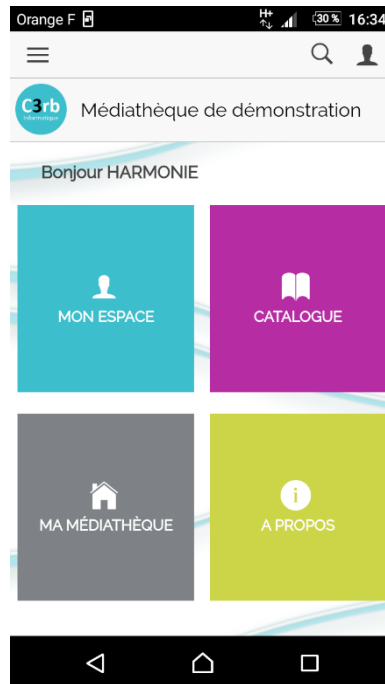 Orange F H+ 30 % 16:34
C3rb
Informatique
Médiathèque de démonstration
Bonjour HARMONIE
MON ESPACE
CATALOGUE
MA MÉDIATHÈQUE
A PROPOS